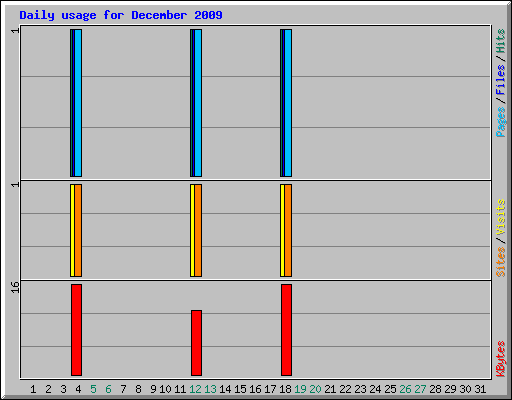 Daily usage for December 2009
1
Pages / Files / Hits
1
Sites / Visits
16
KBytes
1 2 3 4 5 6 7 8 9 10 11 12 13 14 15 16 17 18 19 20 21 22 23 24 25 26 27 28 29 30 31